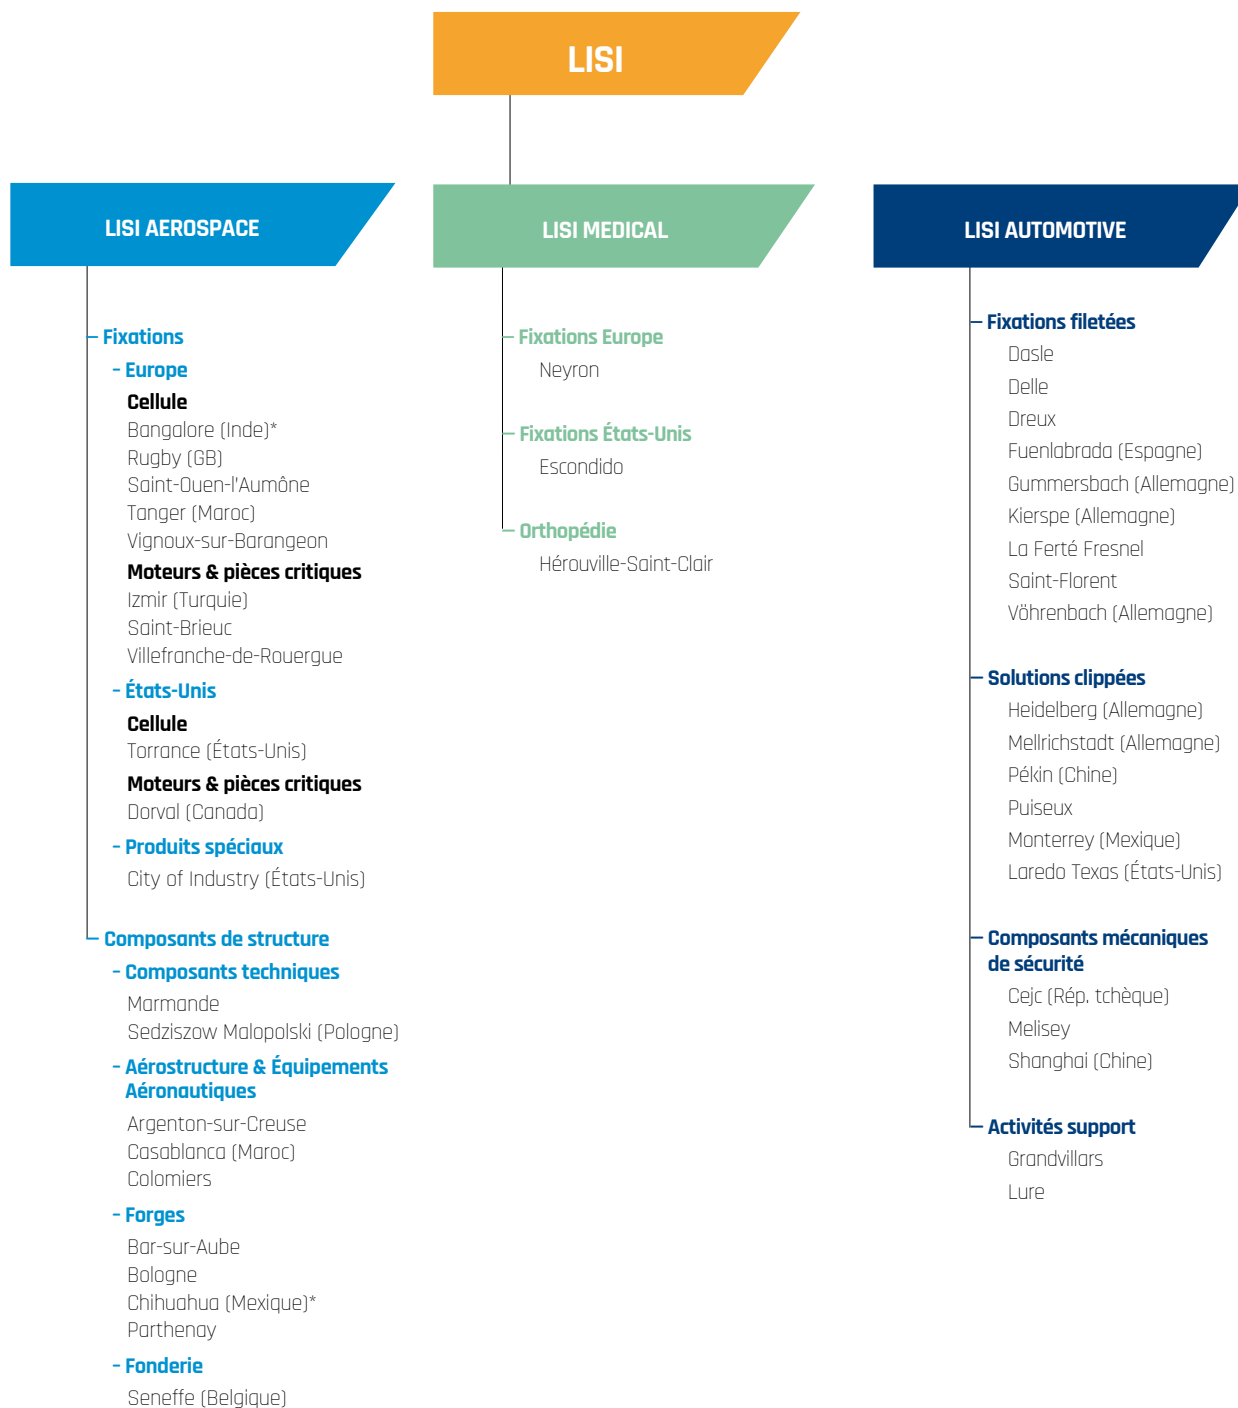 LISI
LISI AEROSPACE
– Fixations
- Europe
Cellule
Bangalore (Inde)*
Rugby (GB)
Saint-Ouen-l'Aumône
Tanger (Maroc)
Vignoux-sur-Barangeon
Moteurs & pièces critiques
Izmir (Turquie)
Saint-Brieuc
Villefranche-de-Rouergue
- États-Unis
Cellule
Torrance (États-Unis)
Moteurs & pièces critiques
Dorval (Canada)
- Produits spéciaux
City of Industry (États-Unis)
– Composants de structure
- Composants techniques
Marmande
Sedziszow Malopolski (Pologne)
- Aérostructure & Équipements
Aéronautiques
Argenton-sur-Creuse
Casablanca (Maroc)
Colomiers
- Forges
Bar-sur-Aube
Bologne
Chihuahua (Mexique)*
Parthenay
- Fonderie
Seneffe (Belgique)
LISI MEDICAL
– Fixations Europe
Neyron
– Fixations États-Unis
Escondido
– Orthopédie
Hérouville-Saint-Clair
LISI AUTOMOTIVE
– Fixations filetées
Dasle
Delle
Dreux
Fuenlabrada (Espagne)
Gummersbach (Allemagne)
Kierspe (Allemagne)
La Ferté Fresnel
Saint-Florent
Vöhrenbach (Allemagne)
– Solutions clippées
Heidelberg (Allemagne)
Mellrichstadt (Allemagne)
Pékin (Chine)
Puiseux
Monterrey (Mexique)
Laredo Texas (États-Unis)
– Composants mécaniques
de sécurité
Cejc (Rép. tchèque)
Melisey
Shanghai (Chine)
– Activités support
Grandvillars
Lure